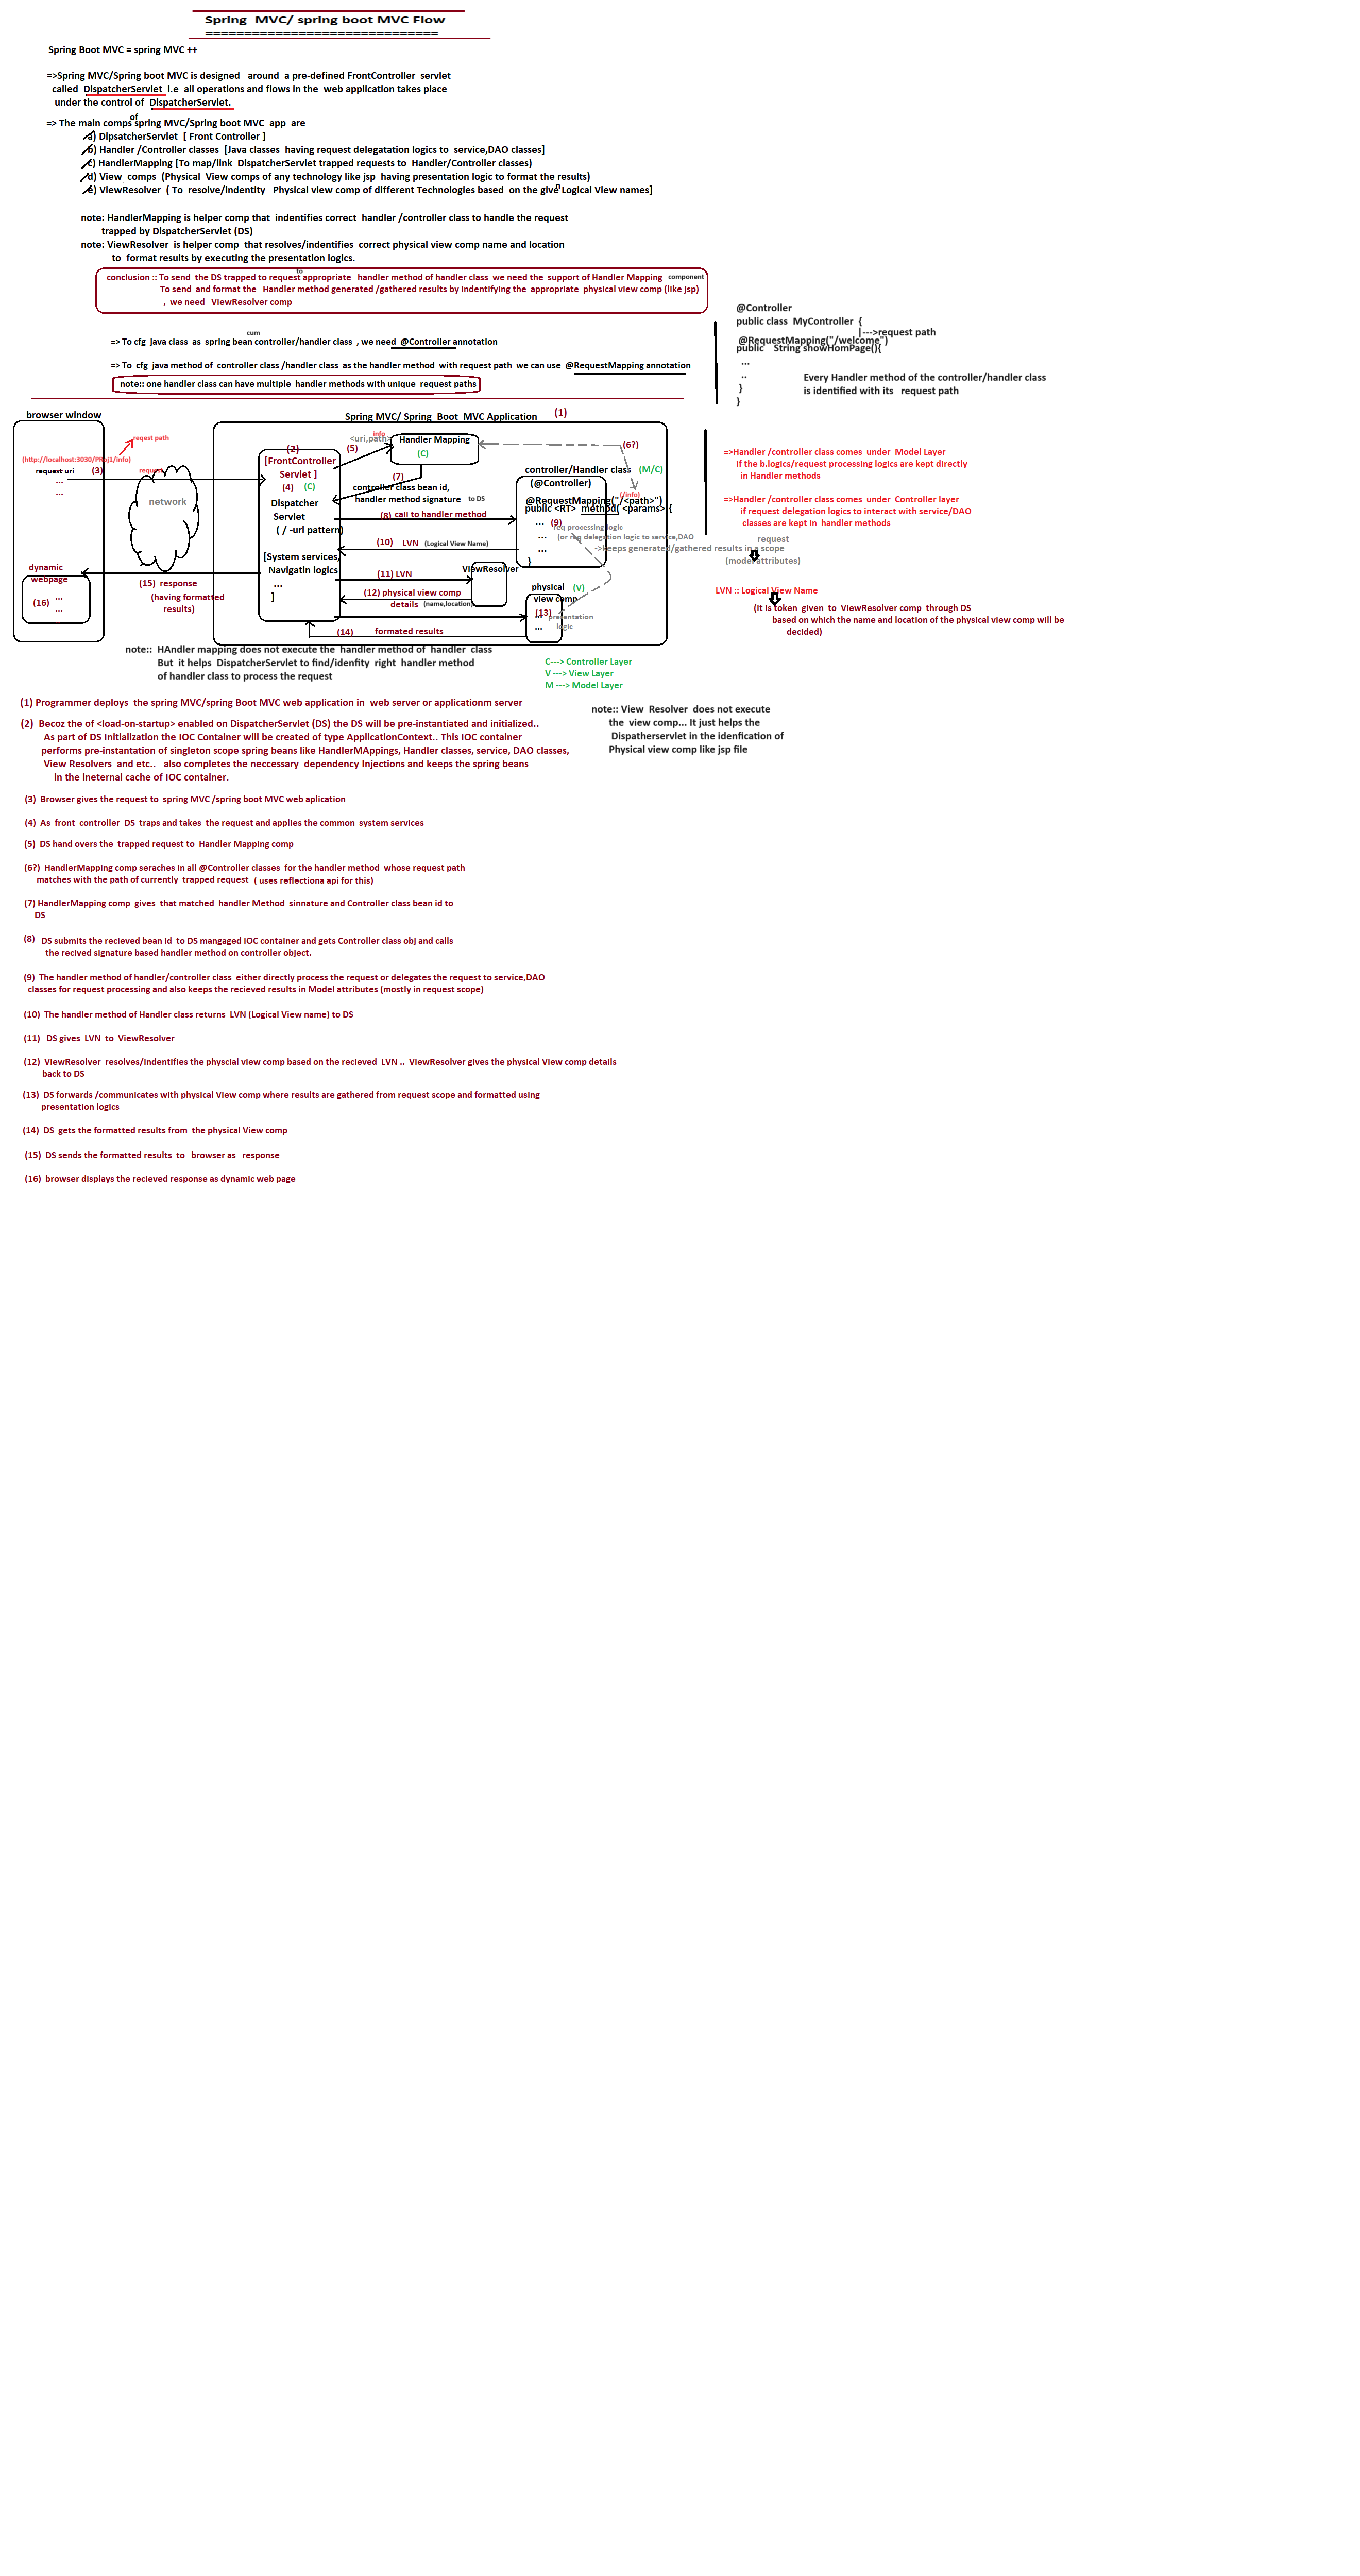 Spring MVC/ spring boot MVC Flow
==============================
Spring Boot MVC = spring MVC ++
=>Spring MVC/Spring boot MVC is designed around a pre-defined FrontController servlet
called DispatcherServlet i.e all operations and flows in the web application takes place
under the control of DispatcherServlet.
of
=> The main comps spring MVC/Spring boot MVC app are
a) DipsatcherServlet [ Front Controller ]
b) Handler /Controller classes [Java classes having request delegatation logics to service,DAO classes]
c) HandlerMapping [To map/link DispatcherServlet trapped requests to Handler/Controller classes)
d) View comps (Physical View comps of any technology like jsp having presentation logic to format the results)
e) ViewResolver ( To resolve/indentity Physical view comp of different Technologies based on the given Logical View names]
note: HandlerMapping is helper comp that indentifies correct handler /controller class to handle the request
trapped by DispatcherServlet (DS)
note: ViewResolver is helper comp that resolves/indentifies correct physical view comp name and location
to format results by executing the presentation logics.
to
conclusion :: To send the DS trapped to request appropriate handler method of handler class we need the support of Handler Mapping component
To send and format the Handler method generated /gathered results by indentifying the appropriate physical view comp (like jsp)
, we need ViewResolver comp
@Controller
public class MyController {
|--->request path
@RequestMapping("/welcome")
public String showHomPage(){
...
..
}
}
Every Handler method of the controller/handler class
is identified with its request path
cum
=> To cfg java class as spring bean controller/handler class , we need @Controller annotation
=> To cfg java method of controller class /handler class as the handler method with request path we can use @RequestMapping annotation
note:: one handler class can have multiple handler methods with unique request paths
browser window
Spring MVC/ Spring Boot MVC Application (1)
reqest path
(http://localhost:3030/PRoj1/info)
request uri (3)
...
...
request
network
(2)
[FrontController
Servlet ]
(4) (C)
Dispatcher
Servlet
( / -url pattern)
[System services,
Navigatin logics
...
]
info
<uri,path>
(5)
Handler Mapping
(C)
(6?)
(7)
controller class bean id,
handler method signature to DS
(8) call to handler method
(10) LVN (Logical View Name)
(11) LVN
ViewResolver
(12) physical view comp
details (name,location)
(14) formated results
controller/Handler class (M/C)
(@Controller)
(/info)
@RequestMapping("/<path>")
public <RT> method( <params> {
... (9)
req processing logic
... (or req delegation logic to service,DAO
... ->keeps generated/gathered results in a scope
}
request
(model attributes)
physical (V)
view comp
(13)
... presentation
... logic
dynamic
webpage
(16) ...
...
(15) response
(having formatted
results)
=>Handler /controller class comes under Model Layer
if the b.logics/request processing logics are kept directly
in Handler methods
=>Handler /controller class comes under Controller layer
if request delegation logics to interact with service/DAO
classes are kept in handler methods
LVN :: Logical View Name
(It is token given to ViewResolver comp through DS
based on which the name and location of the physical view comp will be
decided)
note:: HAndler mapping does not execute the handler method of handler class
But it helps DispatcherServlet to find/idenfity right handler method
of handler class to process the request
C---> Controller Layer
V ---> View Layer
M ---> Model Layer
note:: View Resolver does not execute
the view comp... It just helps the
Dispatherservlet in the idenfication of
Physical view comp like jsp file
(1) Programmer deploys the spring MVC/spring Boot MVC web application in web server or applicationm server
(2) Becoz the of <load-on-startup> enabled on DispatcherServlet (DS) the DS will be pre-instantiated and initialized..
As part of DS Initialization the IOC Container will be created of type ApplicationContext.. This IOC container
performs pre-instantation of singleton scope spring beans like HandlerMAppings, Handler classes, service, DAO classes,
View Resolvers and etc.. also completes the neccessary dependency Injections and keeps the spring beans
in the ineternal cache of IOC container.
(3) Browser gives the request to spring MVC /spring boot MVC web aplication
(4) As front controller DS traps and takes the request and applies the common system services
(5) DS hand overs the trapped request to Handler Mapping comp
(6?) HandlerMapping comp seraches in all @Controller classes for the handler method whose request path
matches with the path of currently trapped request ( uses reflectiona api for this)
(7) HandlerMapping comp gives that matched handler Method sinnature and Controller class bean id to
DS
(8) DS submits the recieved bean id to DS mangaged IOC container and gets Controller class obj and calls
the recived signature based handler method on controller object.
(9) The handler method of handler/controller class either directly process the request or delegates the request to service,DAO
classes for request processing and also keeps the recieved results in Model attributes (mostly in request scope)
(10) The handler method of Handler class returns LVN (Logical View name) to DS
(11) DS gives LVN to ViewResolver
(12) ViewResolver resolves/indentifies the physcial view comp based on the recieved LVN .. ViewResolver gives the physical View comp details
back to DS
(13) DS forwards /communicates with physical View comp where results are gathered from request scope and formatted using
presentation logics
(14) DS gets the formatted results from the physical View comp
(15) DS sends the formatted results to browser as response
(16) browser displays the recieved response as dynamic web page